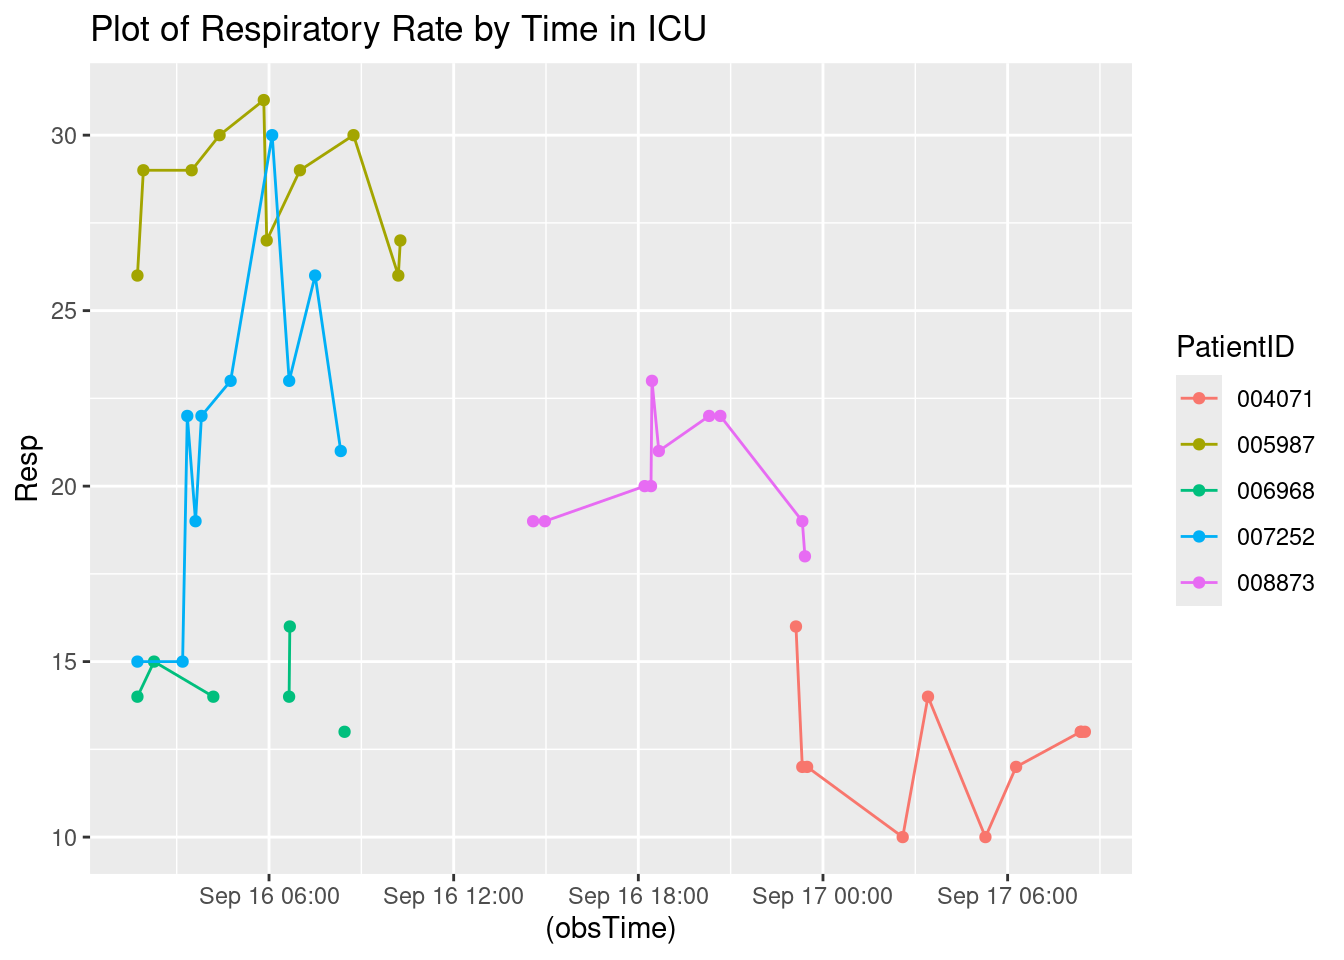 Plot of Respiratory Rate by Time in ICU
30
25
20
15
10
Resp
Sep 16 06:00
Sep 16 12:00
Sep 16 18:00
Sep 17 00:00
Sep 17 06:00
(obsTime)
PatientID
004071
005987
006968
007252
008873